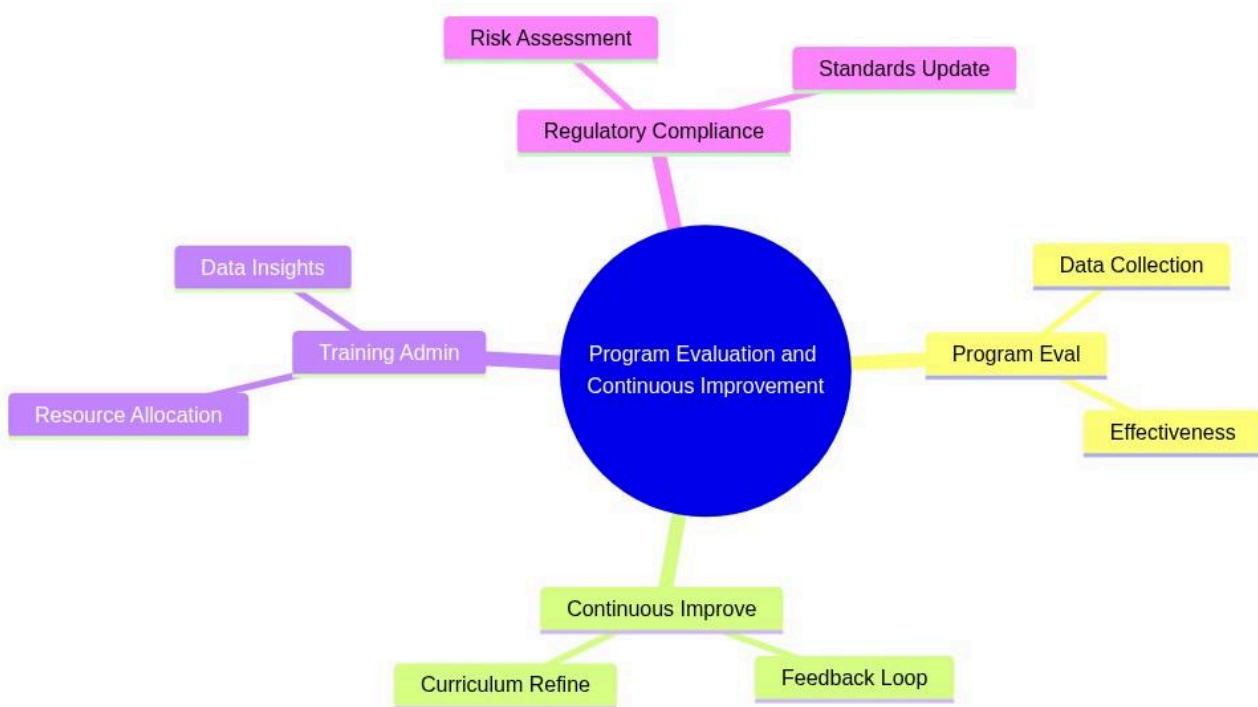 Risk Assessment
Standards Update
Regulatory Compliance
Data Insights
Data Collection
Training Admin
Program Evaluation and
Continuous Improvement
Program Eval
Resource Allocation
Effectiveness
Continuous Improve
Curriculum Refine
Feedback Loop